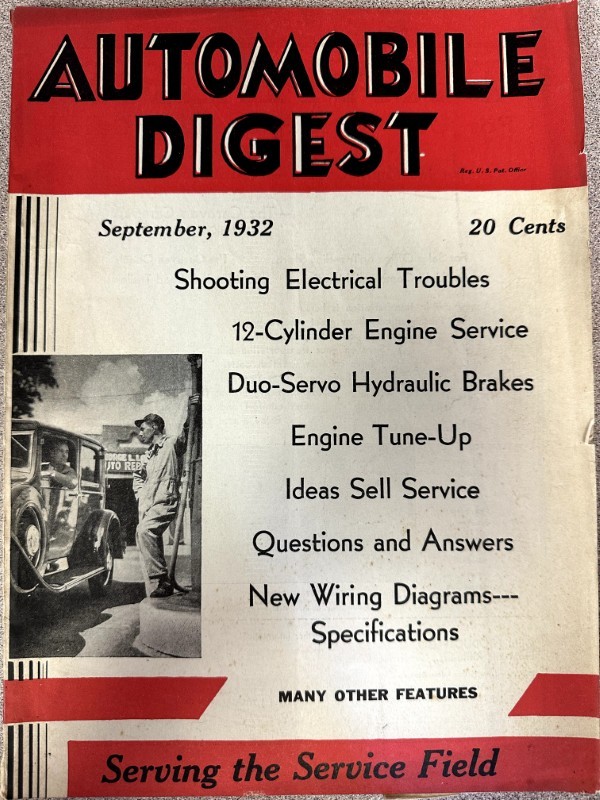 AUTOMOBILE
DIGEST
Reg. U. S. Pat. Office
September, 1932
20 Cents
Shooting Electrical Troubles
12-Cylinder Engine Service
Duo-Servo Hydraulic Brakes
Engine Tune-Up
Ideas Sell Service
Questions and Answers
New Wiring Diagrams---
Specifications
MANY OTHER FEATURES
Serving the Service Field